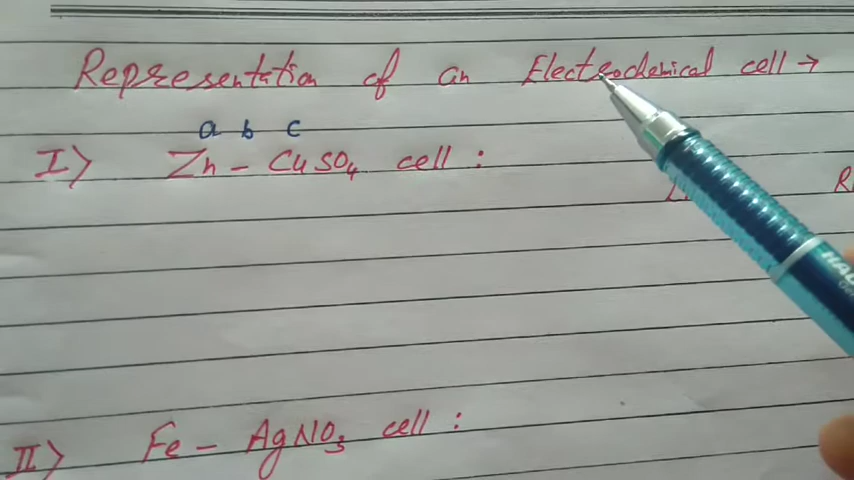 Representation of an Electrochemical cell →
a b c
I> Zn - CuSO4 cell :
II> Fe - AgNO3 cell :